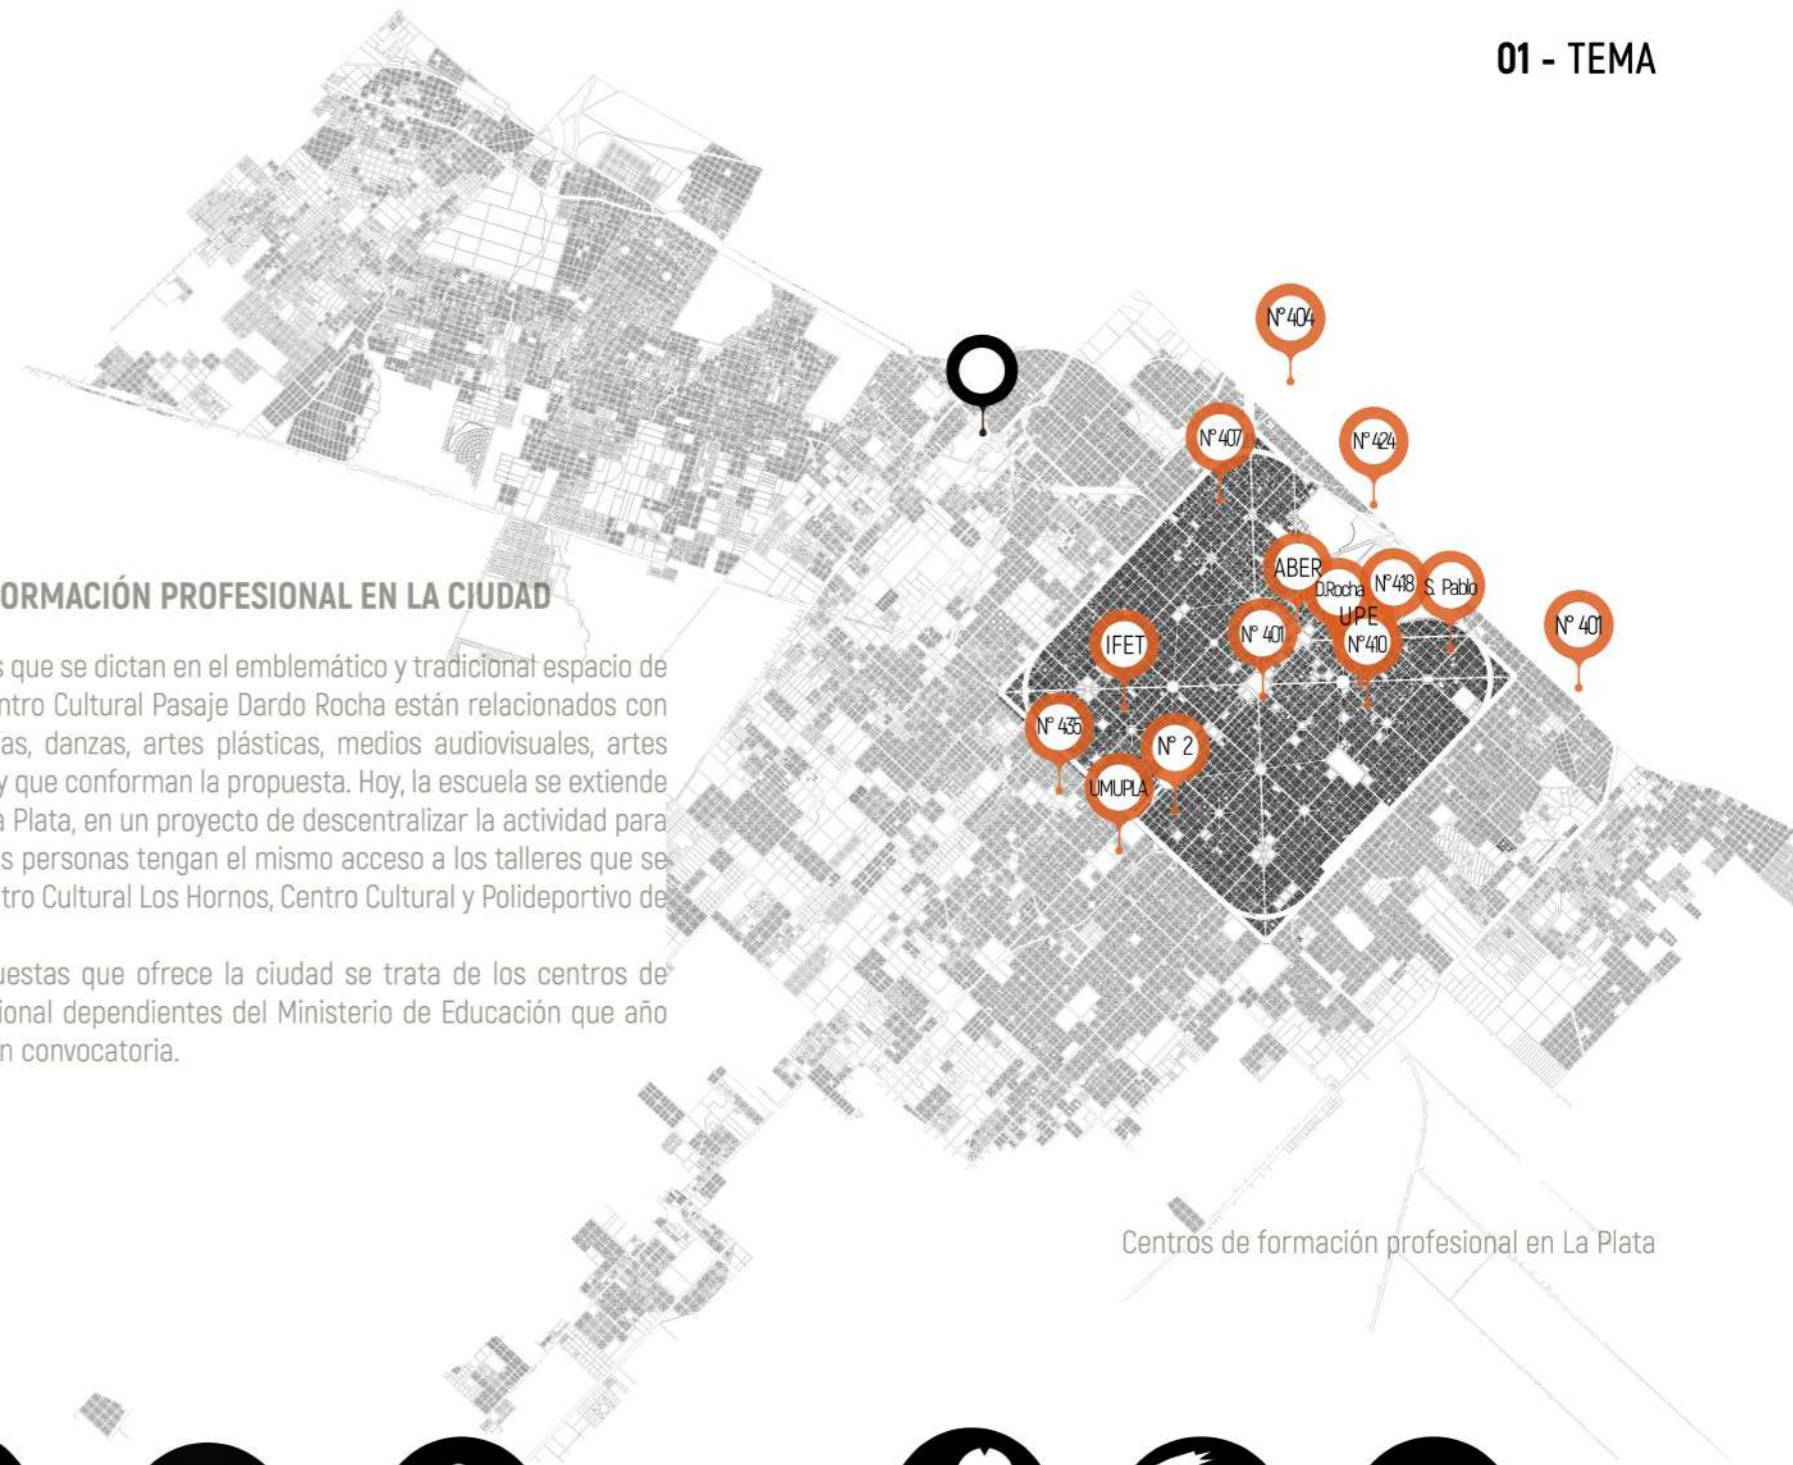 01 - TEMA
N° 404
N° 407
N° 424
ABER
D.Rocha
N° 418
S. Pablo
UPE
N° 401
IFET
N° 401
N°410
N° 435
N° 2
UMUPLA
ORMACIÓN PROFESIONAL EN LA CIUDAD
s que se dictan en el emblemático y tradicional espacio de
ntro Cultural Pasaje Dardo Rocha están relacionados con
as, danzas, artes plásticas, medios audiovisuales, artes
y que conforman la propuesta. Hoy, la escuela se extiende
a Plata, en un proyecto de descentralizar la actividad para
s personas tengan el mismo acceso a los talleres que se
tro Cultural Los Hornos, Centro Cultural y Polideportivo de
uestas que ofrece la ciudad se trata de los centros de
ional dependientes del Ministerio de Educación que año
n convocatoria.
Centros de formación profesional en La Plata